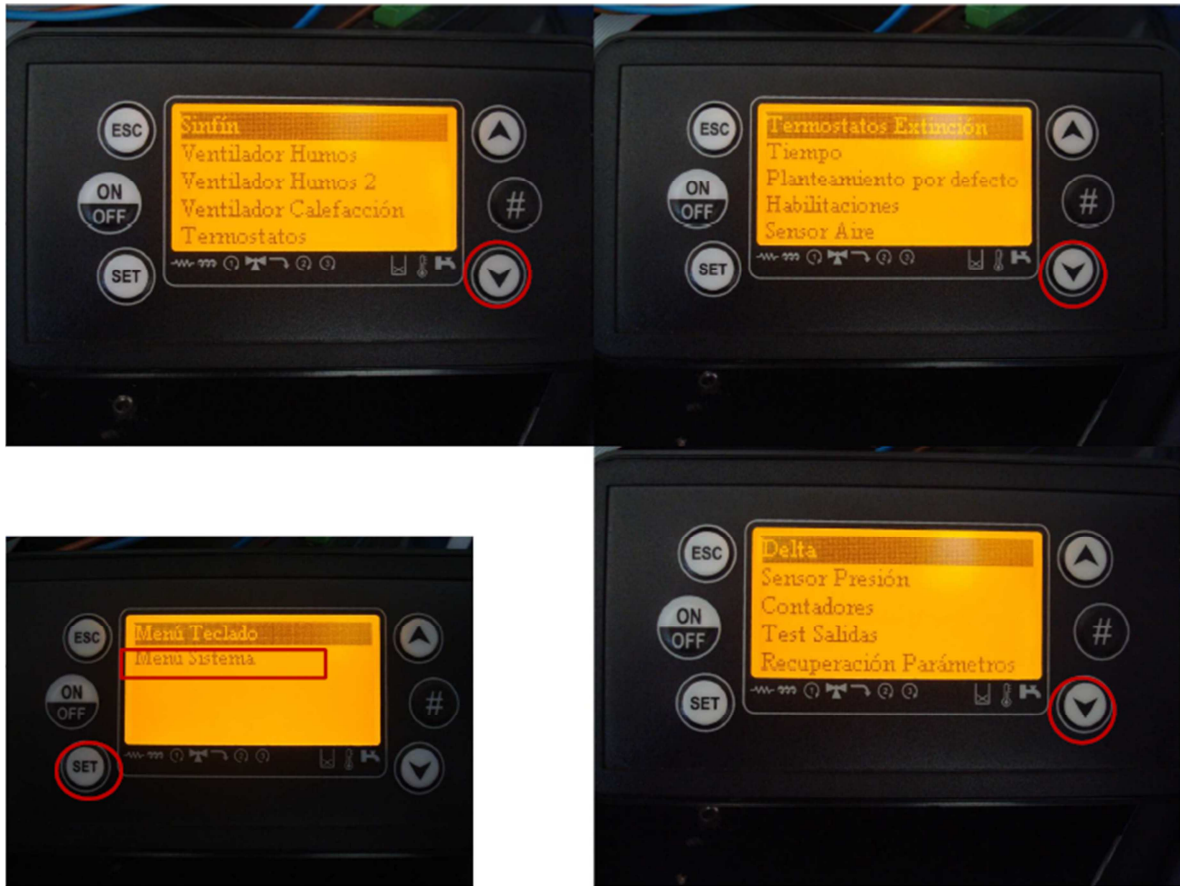 ESC
ON
OFF
SET
Sinfín
Ventilador Humos
Ventilador Humos 2
Ventilador Calefacción
Termostatos
#
ESC
ON
OFF
SET
Termostatos Extinción
Tiempo
Planteamiento por defecto
Habilitaciones
Sensor Aire
#
ESC
ON
OFF
SET
Menú Teclado
Menú Sistema
#
ESC
ON
OFF
SET
Delta
Sensor Presión
Contadores
Test Salidas
Recuperación Parámetros
#